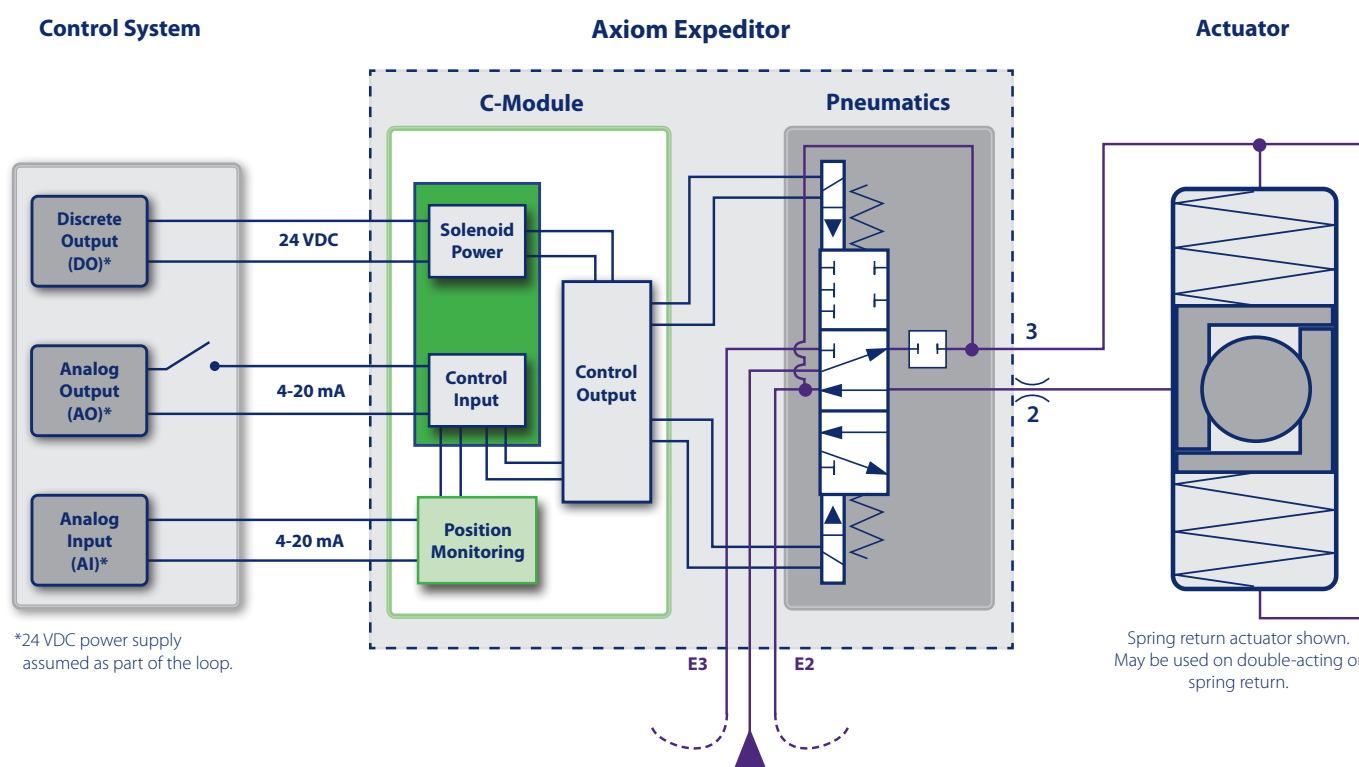 Control System
Axiom Expeditor
Actuator
C-Module
Pneumatics
Discrete
Output
(DO)*
24 VDC
Solenoid
Power
Analog
Output
(AO)*
4-20 mA
Control
Input
Control
Output
3
2
Analog
Input
(AI)*
4-20 mA
Position
Monitoring
*24 VDC power supply
assumed as part of the loop.
E3
E2
Spring return actuator shown.
May be used on double-acting or
spring return.